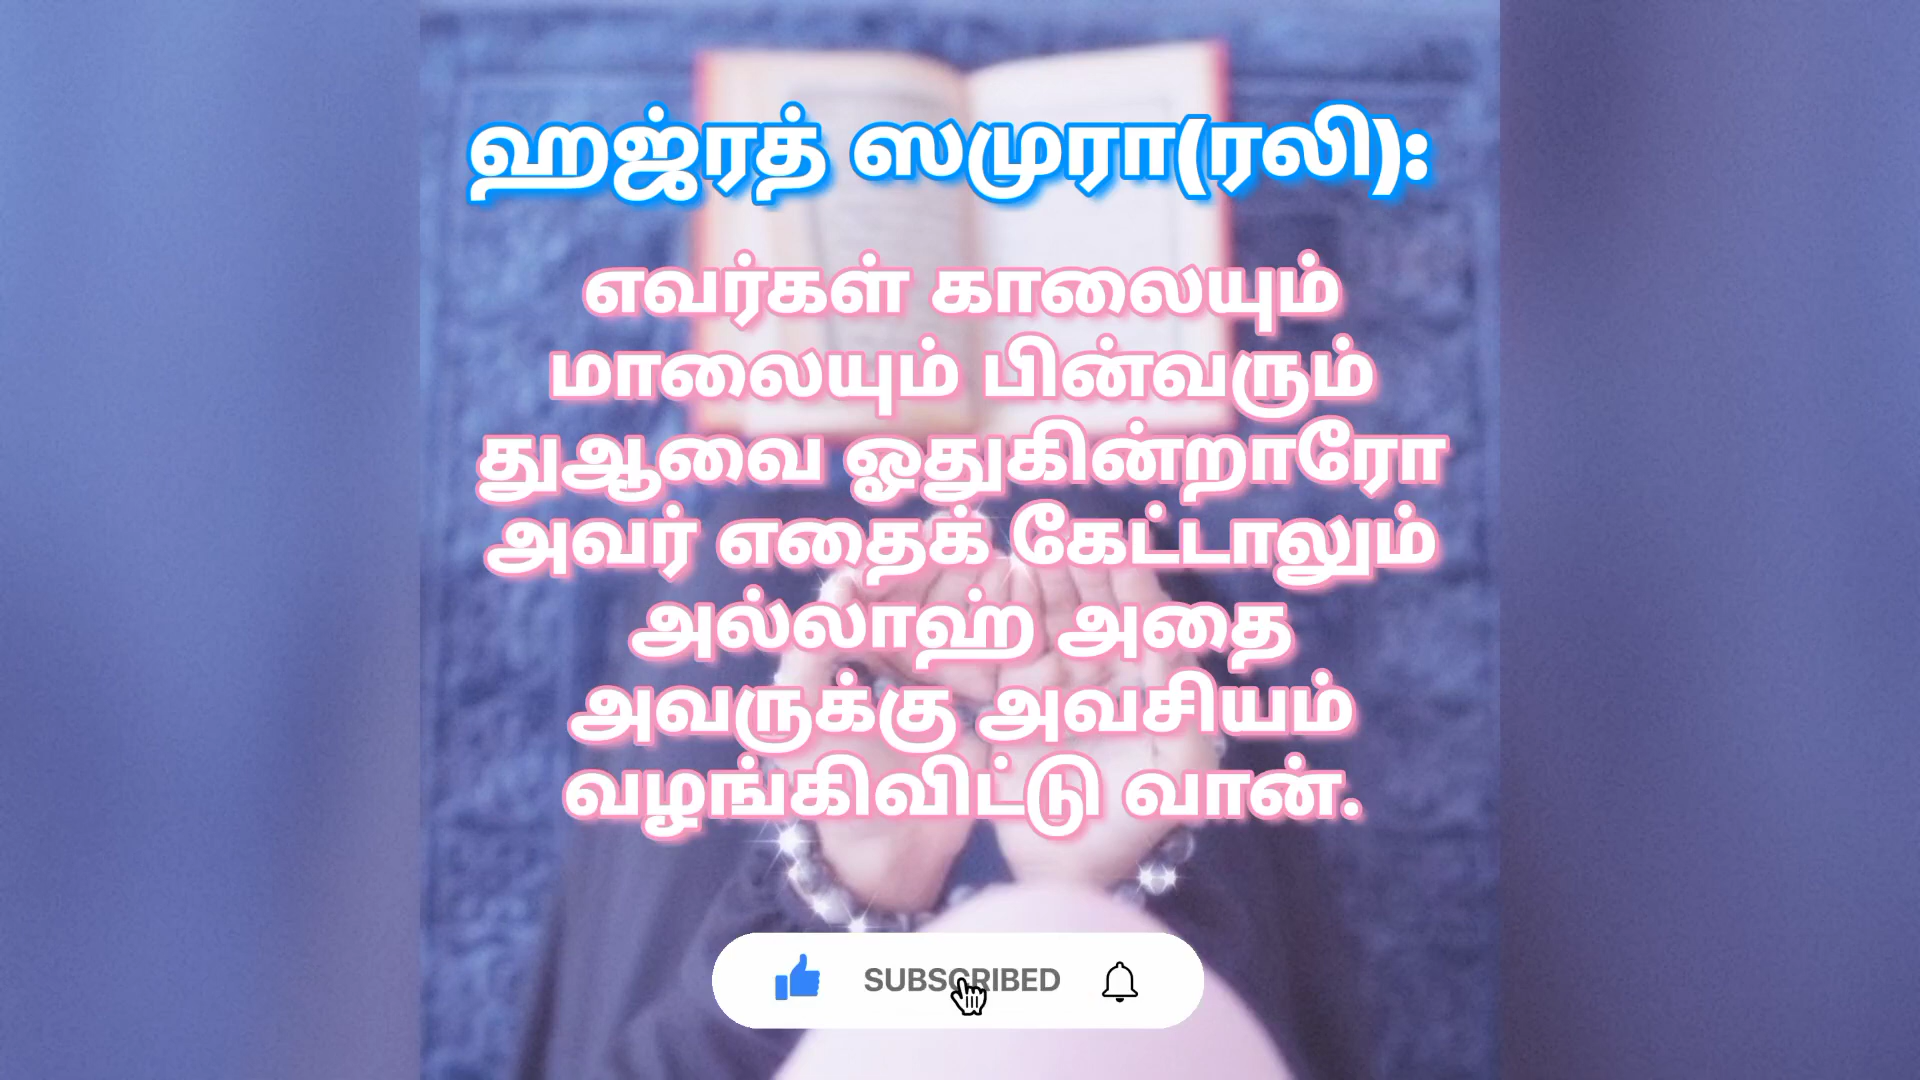 ஹஜ்ரத் ஸமுரா(ரலி):
எவர்கள் காலையும்
மாலையும் பின்வரும்
துஆவை ஓதுகின்றாரோ
அவர் எதைக் கேட்டாலும்
அல்லாஹ் அதை
அவருக்கு அவசியம்
வழங்கிவிட்டு வான்.
SUBSCRIBED